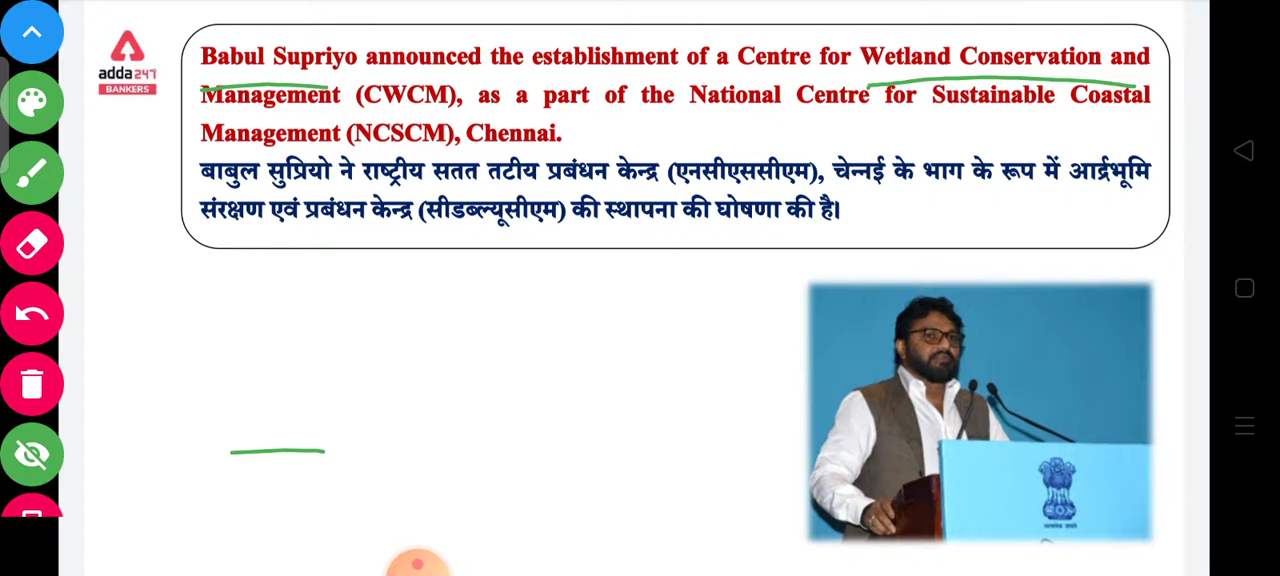 adda247
BANKERS
Babul Supriyo announced the establishment of a Centre for Wetland Conservation and
Management (CWCM), as a part of the National Centre for Sustainable Coastal
Management (NCSCM), Chennai.
बाबुल सुप्रियो ने राष्ट्रीय सतत तटीय प्रबंधन केन्द्र (एनसीएससीएम), चेन्नई के भाग के रूप में आर्द्रभूमि
संरक्षण एवं प्रबंधन केन्द्र (सीडब्ल्यूसीएम) की स्थापना की घोषणा की है।